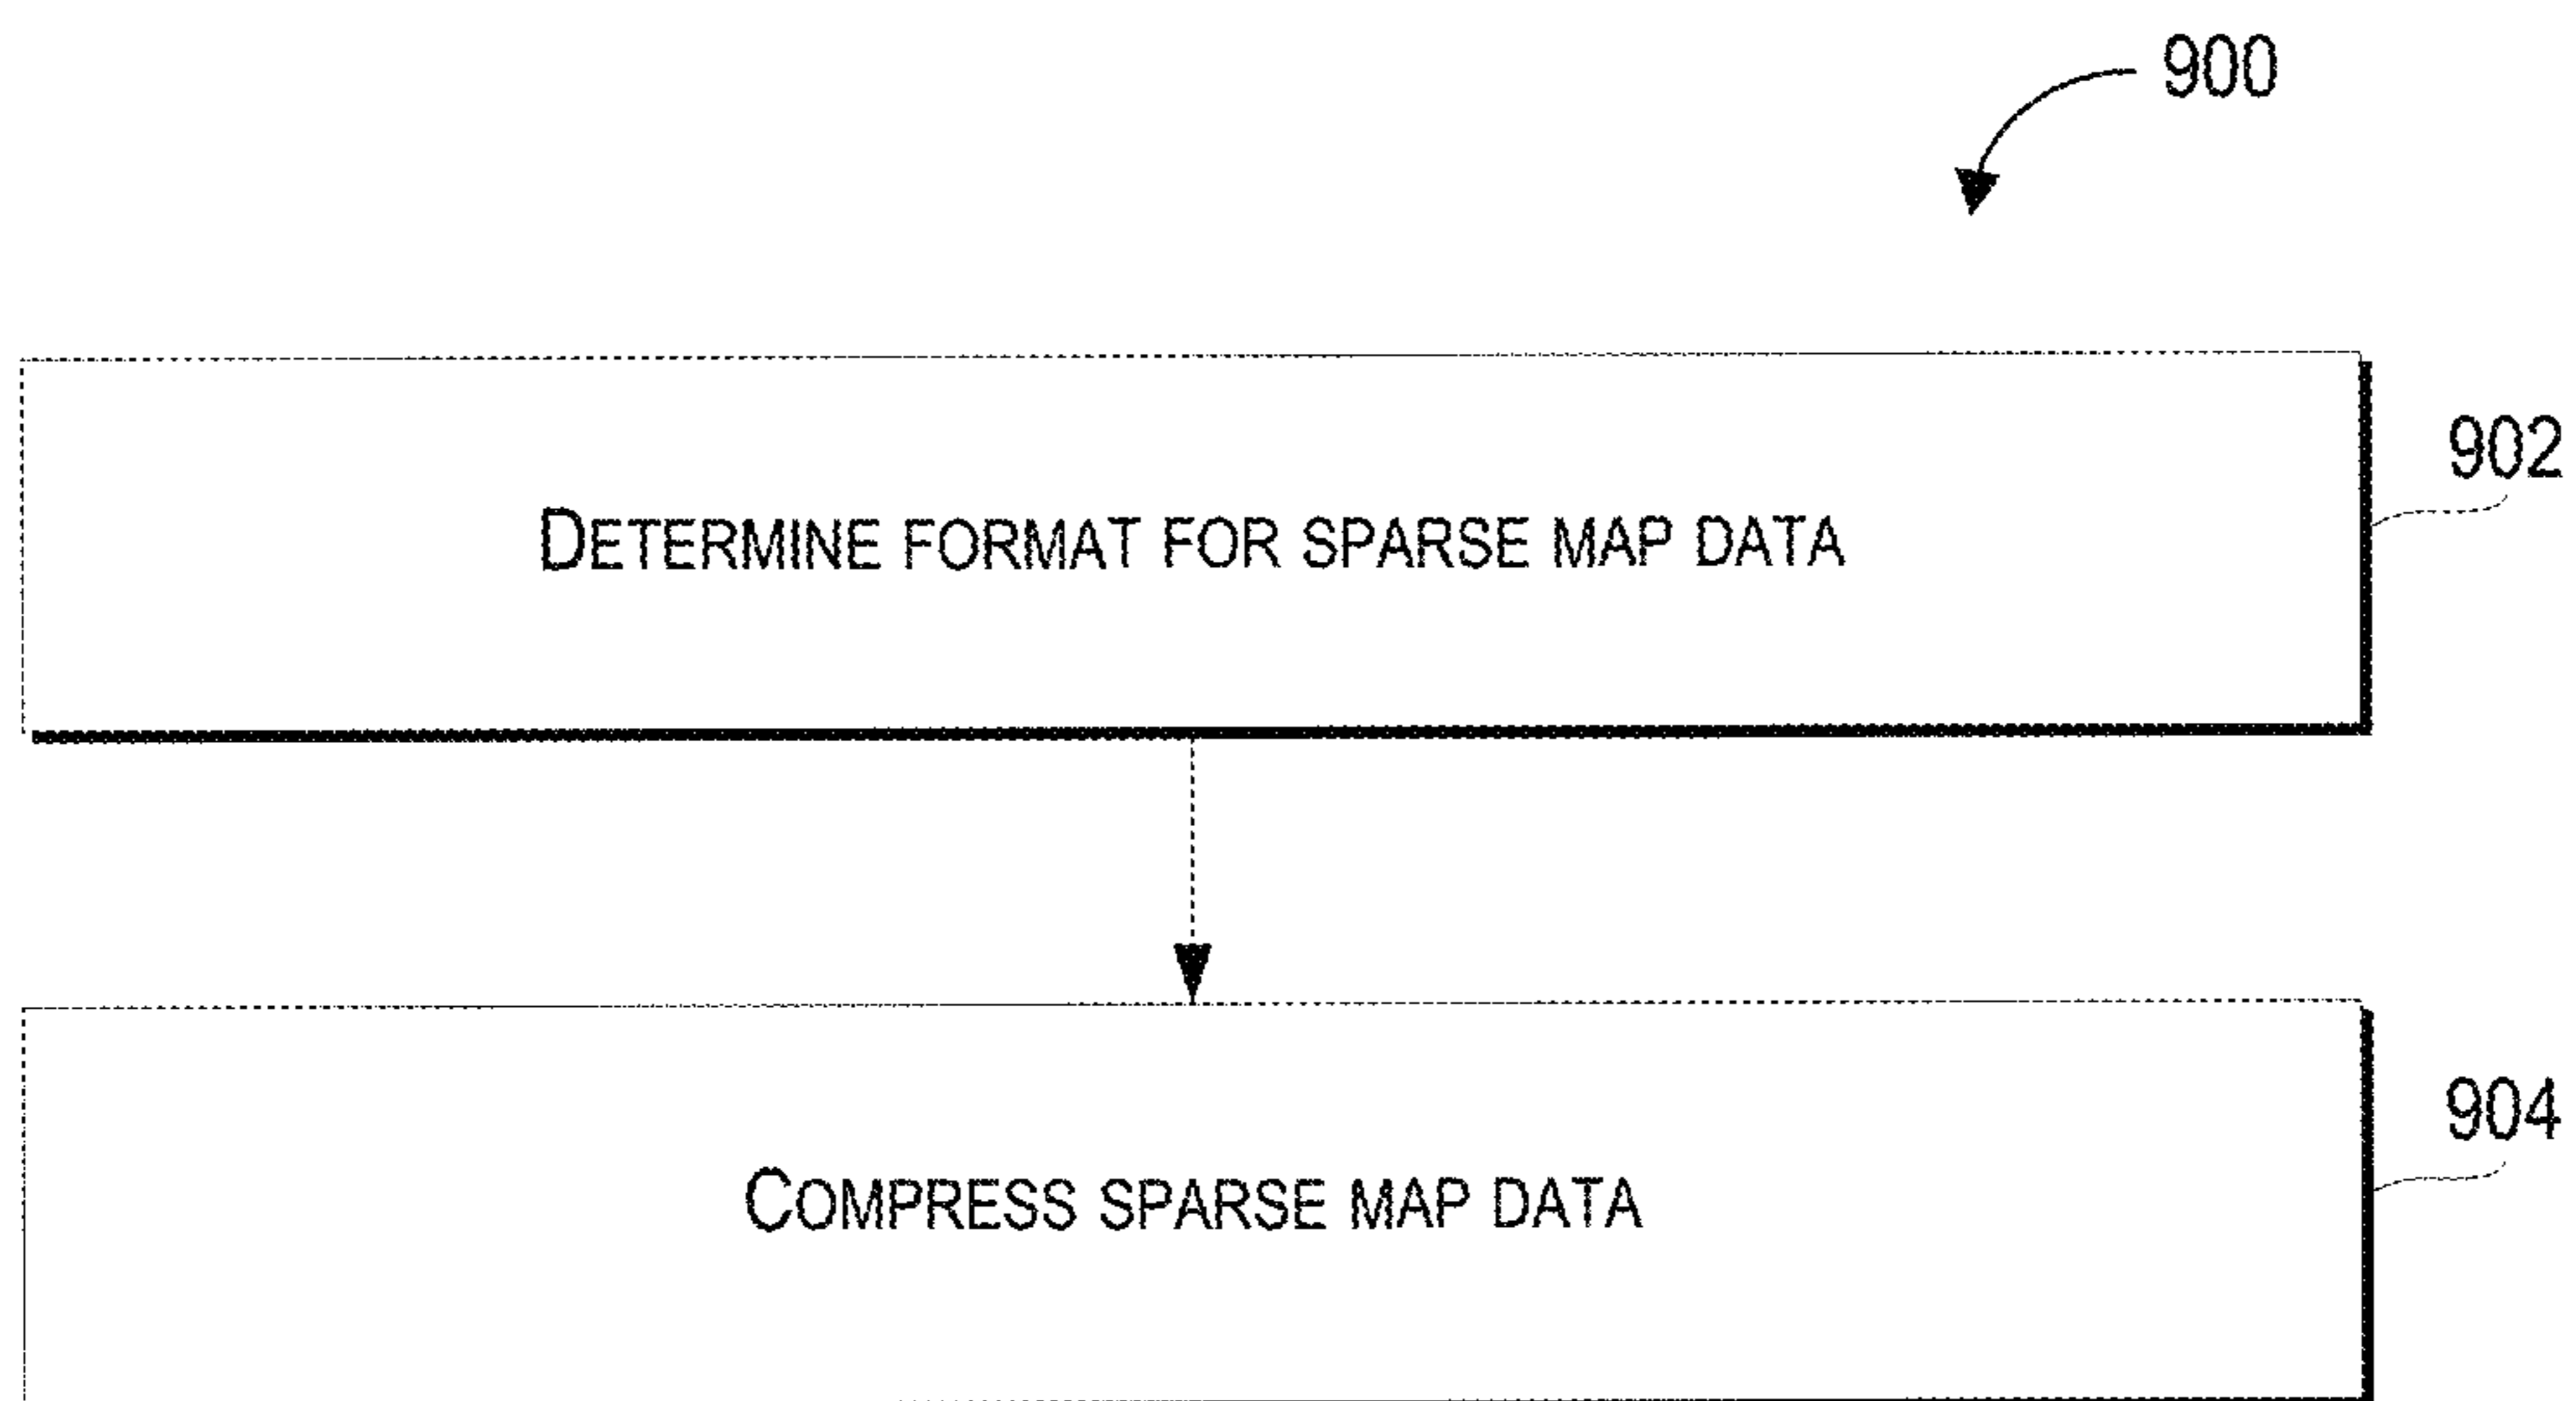 900
DETERMINE FORMAT FOR SPARSE MAP DATA
902
COMPRESS SPARSE MAP DATA
904